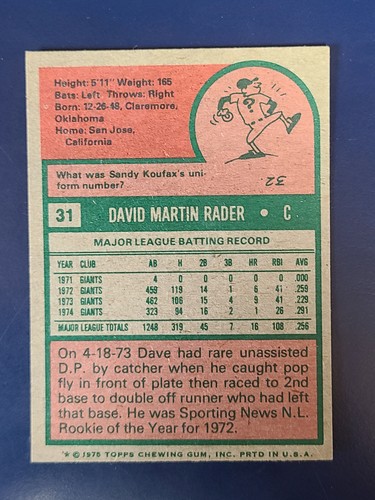 Height: 5'11" Weight: 165
Bats: Left Throws: Right
Born: 12-26-48, Claremore,
Oklahoma
Home: San Jose,
California
?
What was Sandy Koufax's uni-
form number?
32.
31 DAVID MARTIN RADER • C
MAJOR LEAGUE BATTING RECORD
YEAR CLUB AB H 2B 3B HR RBI AVG
1971 GIANTS 4 0 0 0 0 0 .000
1972 GIANTS 459 119 14 1 6 41 .259
1973 GIANTS 462 106 15 4 9 41 .229
1974 GIANTS 323 94 16 2 1 26 .291
MAJOR LEAGUE TOTALS 1248 319 45 7 16 108 .256
On 4-18-73 Dave had rare unassisted
D.P. by catcher when he caught pop
fly in front of plate then raced to 2nd
base to double off runner who had left
that base. He was Sporting News N.L.
Rookie of the Year for 1972.
* © 1975 TOPPS CHEWING GUM, INC. PRTD IN U.S.A.